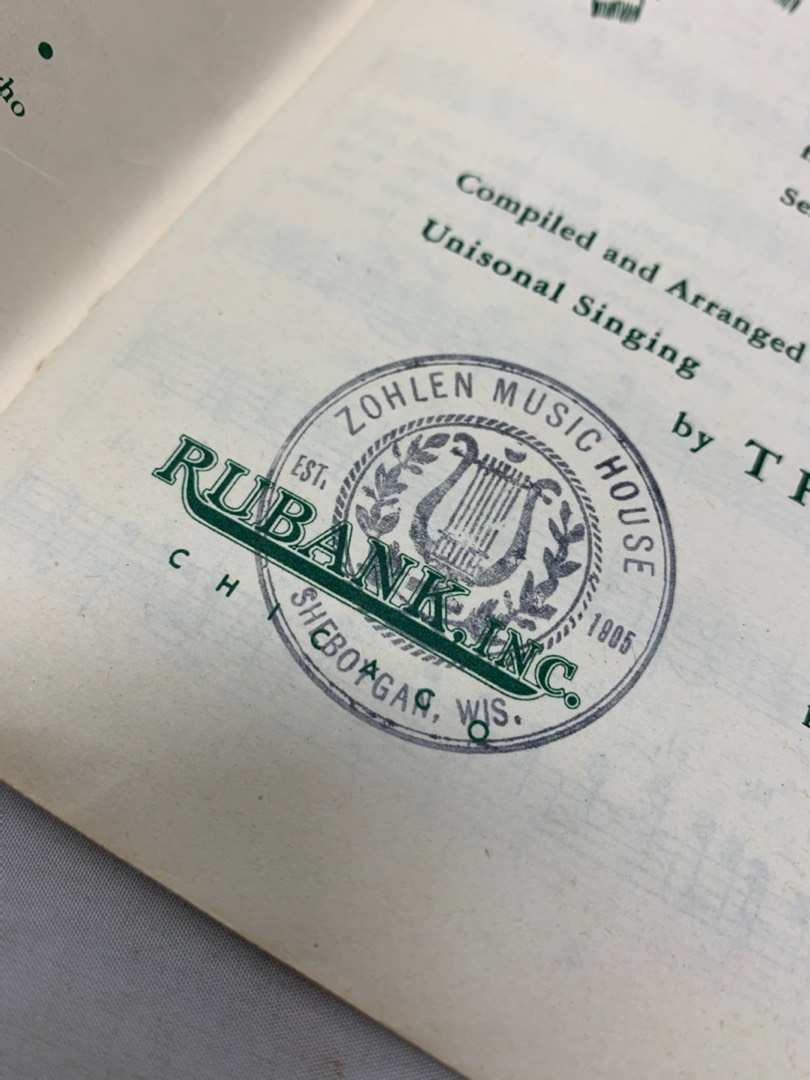 Compiled and Arranged
Unisonal Singing
by
ZOHLEN MUSIC HOUSE
EST. 1905
SHEBOYGAN, WIS.
RUBANK, INC.
CHICAGO